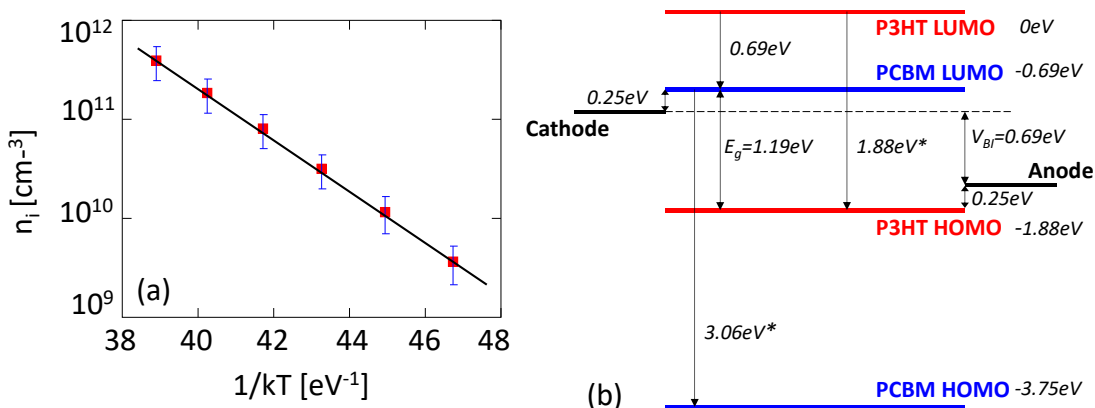 10^12
10^11
10^10
10^9
n_i [cm-³]
(a)
38 40 42 44 46 48
1/kT [eV⁻¹]
P3HT LUMO 0eV
0.69eV
PCBM LUMO -0.69eV
0.25eV
Cathode
E_g=1.19eV
1.88eV*
V_BI=0.69eV
Anode
0.25eV
P3HT HOMO -1.88eV
3.06eV*
(b)
PCBM HOMO -3.75eV